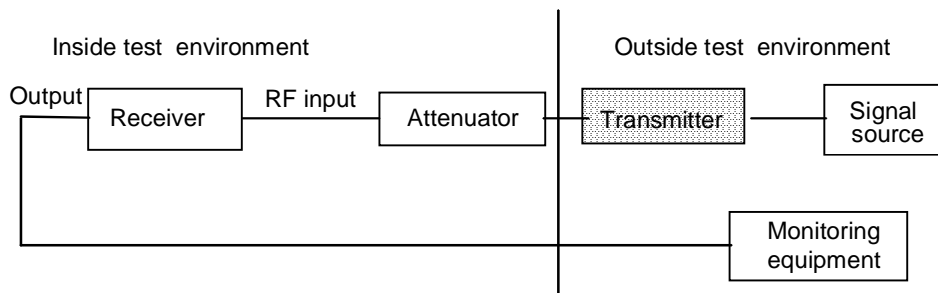 Inside test environment
Outside test environment
Output
Receiver
RF input
Attenuator
Transmitter
Signal
source
Monitoring
equipment